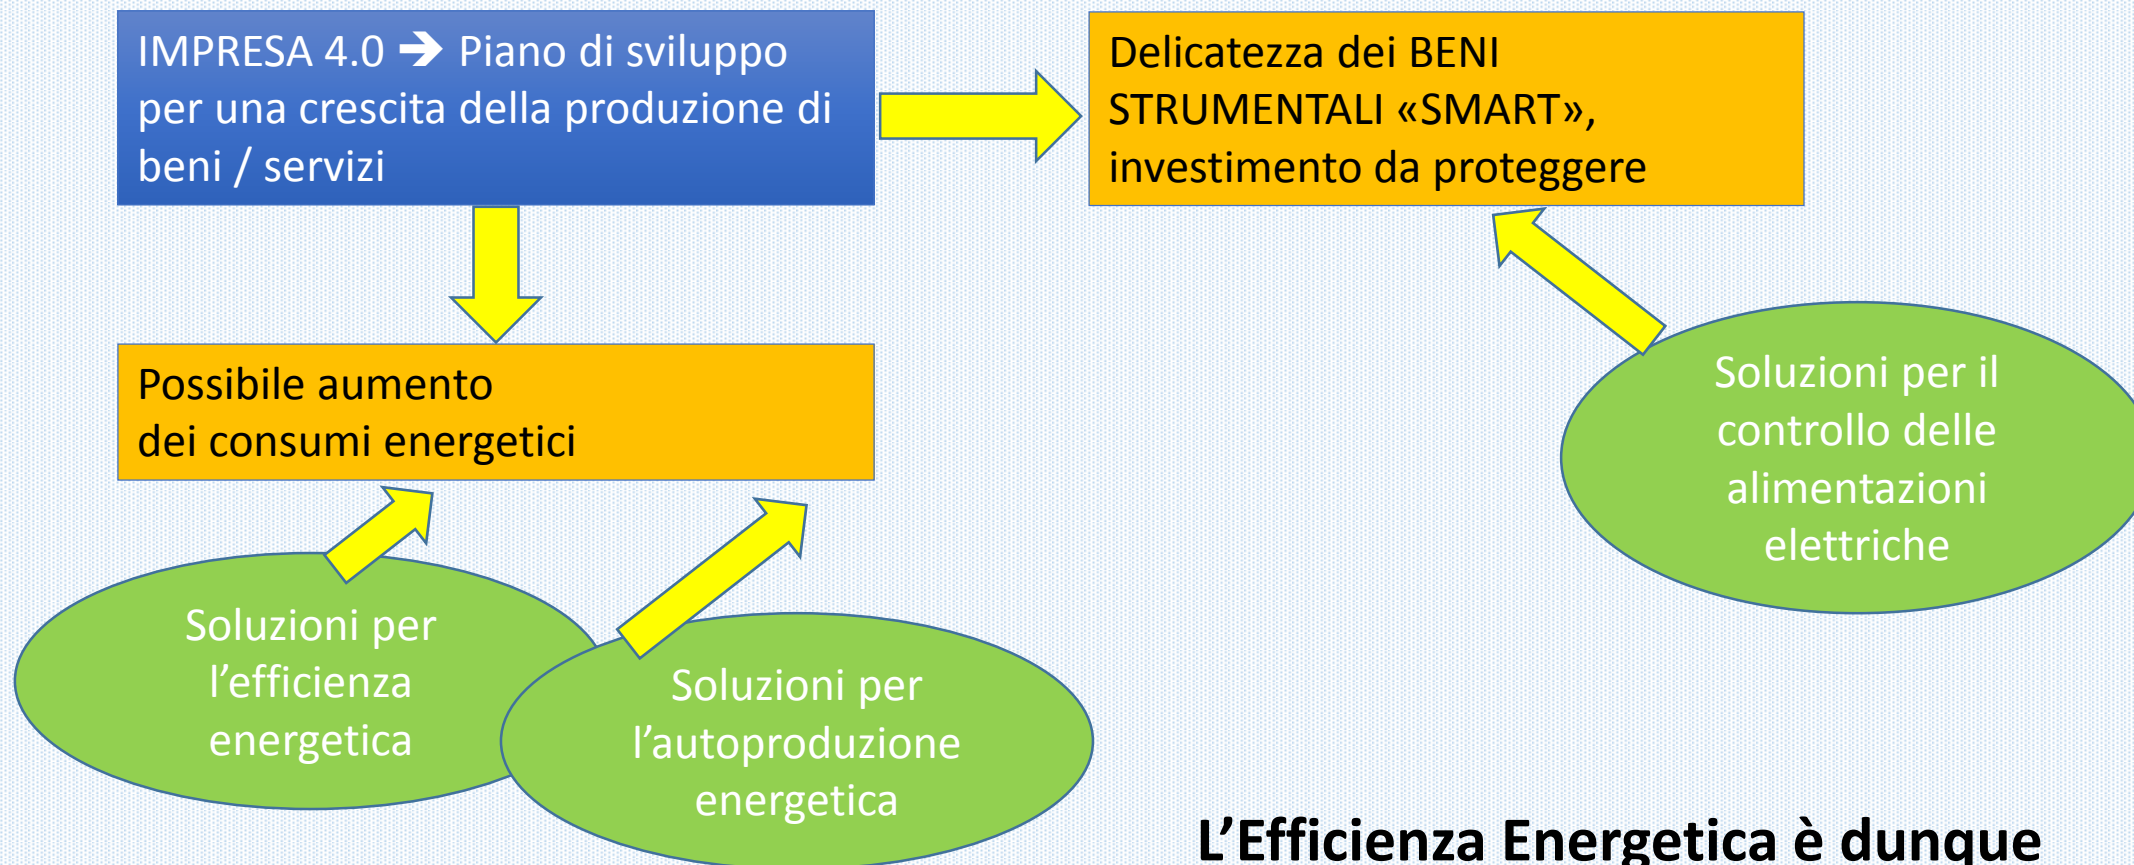 IMPRESA 4.0 ➔ Piano di sviluppo
per una crescita della produzione di
beni / servizi
Delicatezza dei BENI
STRUMENTALI «SMART»,
investimento da proteggere
Possibile aumento
dei consumi energetici
Soluzioni per il
controllo delle
alimentazioni
elettriche
Soluzioni per
l’efficienza
energetica
Soluzioni per
l’autoproduzione
energetica
L’Efficienza Energetica è dunque